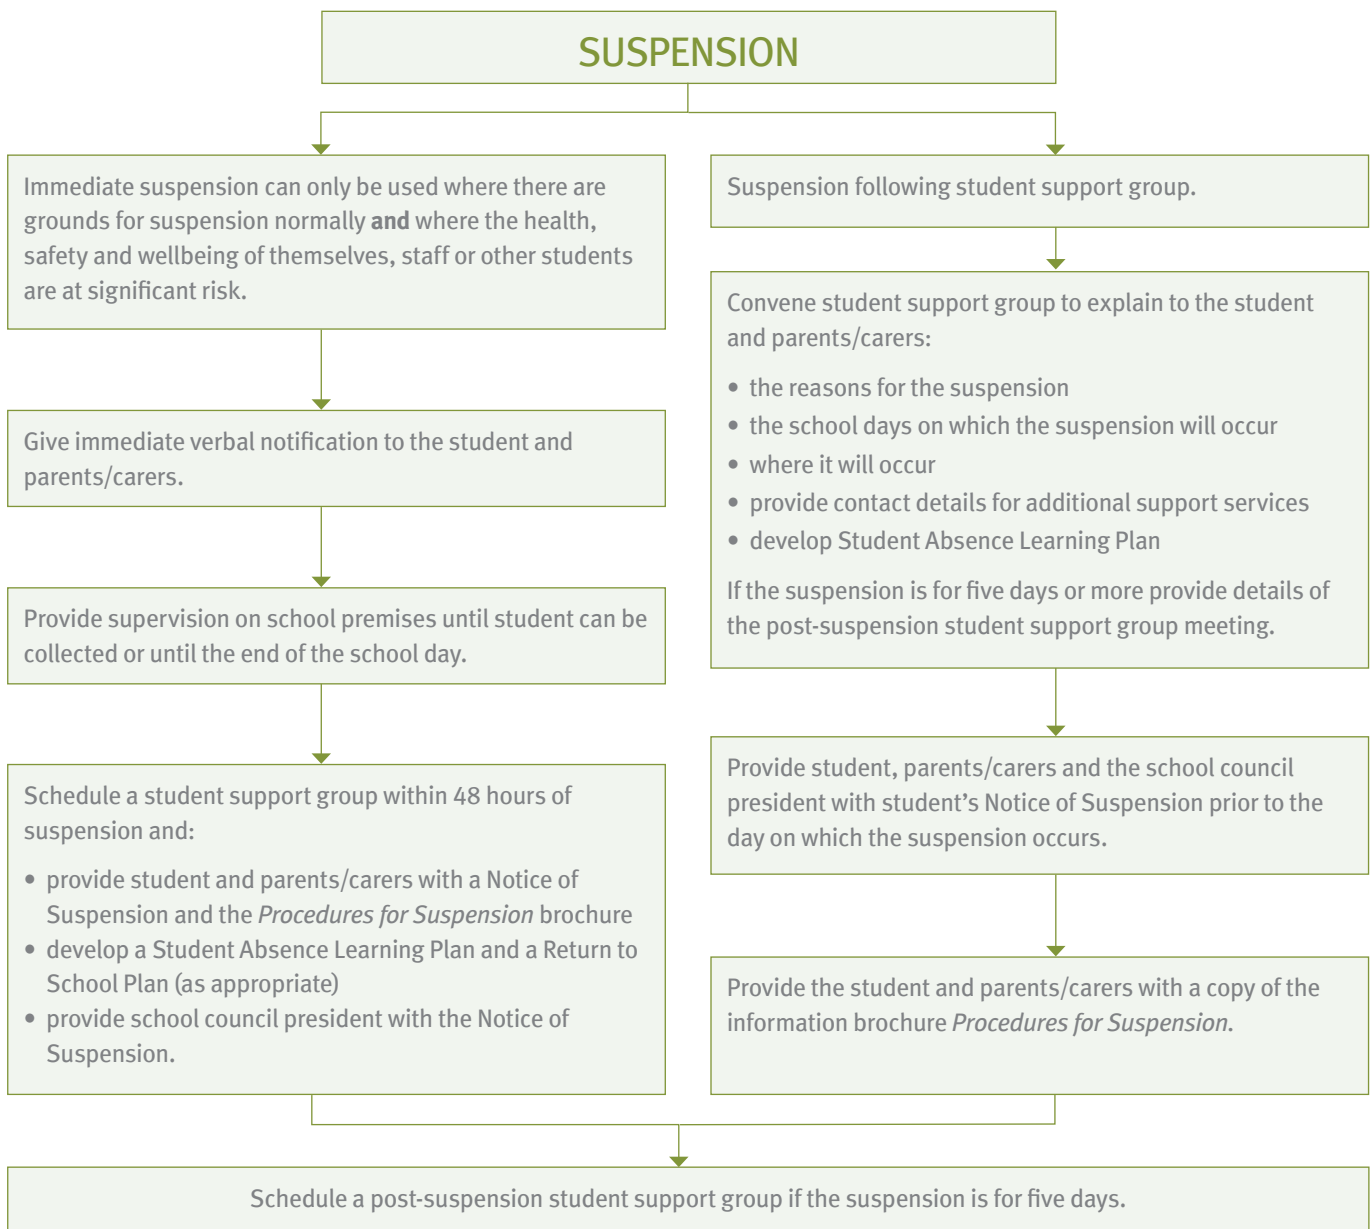 SUSPENSION
Immediate suspension can only be used where there are
grounds for suspension normally and where the health,
safety and wellbeing of themselves, staff or other students
are at significant risk.
Give immediate verbal notification to the student and
parents/carers.
Provide supervision on school premises until student can be
collected or until the end of the school day.
Schedule a student support group within 48 hours of
suspension and:
• provide student and parents/carers with a Notice of
Suspension and the Procedures for Suspension brochure
• develop a Student Absence Learning Plan and a Return to
School Plan (as appropriate)
• provide school council president with the Notice of
Suspension.
Suspension following student support group.
Convene student support group to explain to the student
and parents/carers:
• the reasons for the suspension
• the school days on which the suspension will occur
• where it will occur
• provide contact details for additional support services
• develop Student Absence Learning Plan
If the suspension is for five days or more provide details of
the post-suspension student support group meeting.
Provide student, parents/carers and the school council
president with student’s Notice of Suspension prior to the
day on which the suspension occurs.
Provide the student and parents/carers with a copy of the
information brochure Procedures for Suspension.
Schedule a post-suspension student support group if the suspension is for five days.